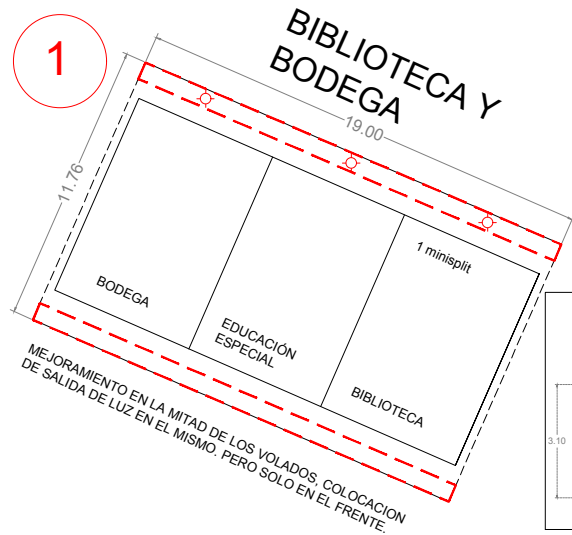 1
BIBLIOTECA Y
BODEGA
19.00
11.76
1 minisplit
BODEGA
EDUCACIÓN
ESPECIAL
BIBLIOTECA
MEJORAMIENTO EN LA MITAD DE LOS VOLADOS, COLOCACION
DE SALIDA DE LUZ EN EL MISMO. PERO SOLO EN EL FRENTE.
3.10